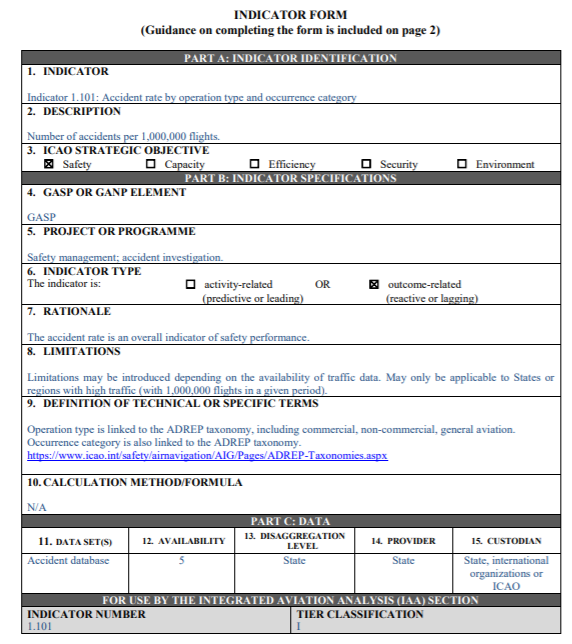 INDICATOR FORM
(Guidance on completing the form is included on page 2)
PART A: INDICATOR IDENTIFICATION
1. INDICATOR
Indicator 1.101: Accident rate by operation type and occurrence category
2. DESCRIPTION
Number of accidents per 1,000,000 flights.
3. ICAO STRATEGIC OBJECTIVE
☒ Safety ☐ Capacity ☐ Efficiency ☐ Security ☐ Environment
PART B: INDICATOR SPECIFICATIONS
4. GASP OR GANP ELEMENT
GASP
5. PROJECT OR PROGRAMME
Safety management; accident investigation.
6. INDICATOR TYPE
The indicator is: ☐ activity-related OR ☒ outcome-related
(predictive or leading) (reactive or lagging)
7. RATIONALE
The accident rate is an overall indicator of safety performance.
8. LIMITATIONS
Limitations may be introduced depending on the availability of traffic data. May only be applicable to States or
regions with high traffic (with 1,000,000 flights in a given period).
9. DEFINITION OF TECHNICAL OR SPECIFIC TERMS
Operation type is linked to the ADREP taxonomy, including commercial, non-commercial, general aviation.
Occurrence category is also linked to the ADREP taxonomy.
https://www.icao.int/safety/airnavigation/AIG/Pages/ADREP-Taxonomies.aspx
10. CALCULATION METHOD/FORMULA
N/A
PART C: DATA
11. DATA SET(S) 12. AVAILABILITY 13. DISAGGREGATION LEVEL 14. PROVIDER 15. CUSTODIAN
Accident database 5 State State State, international
organizations or
ICAO
FOR USE BY THE INTEGRATED AVIATION ANALYSIS (IAA) SECTION
INDICATOR NUMBER TIER CLASSIFICATION
1.101 I